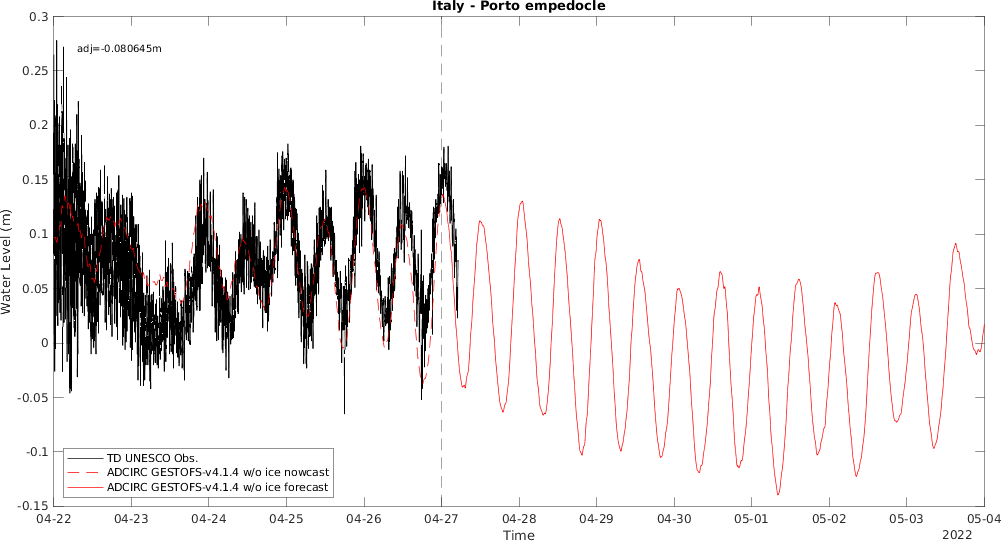 Italy - Porto empedocle
adj=-0.080645m
Water Level (m)
0.3
0.25
0.2
0.15
0.1
0.05
0
-0.05
-0.1
-0.15
TD UNESCO Obs.
ADCIRC GESTOFS-v4.1.4 w/o ice nowcast
ADCIRC GESTOFS-v4.1.4 w/o ice forecast
04-22 04-23 04-24 04-25 04-26 04-27 04-28 04-29 04-30 05-01 05-02 05-03 05-04
Time
2022